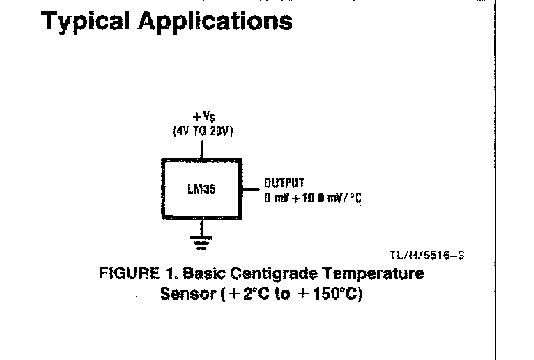 Typical Applications
+Vs
(4V TO 20V)
LM35
OUTPUT
0 mV + 10.0 mV/°C
TL/H/5516–3
FIGURE 1. Basic Centigrade Temperature
Sensor (+2°C to +150°C)